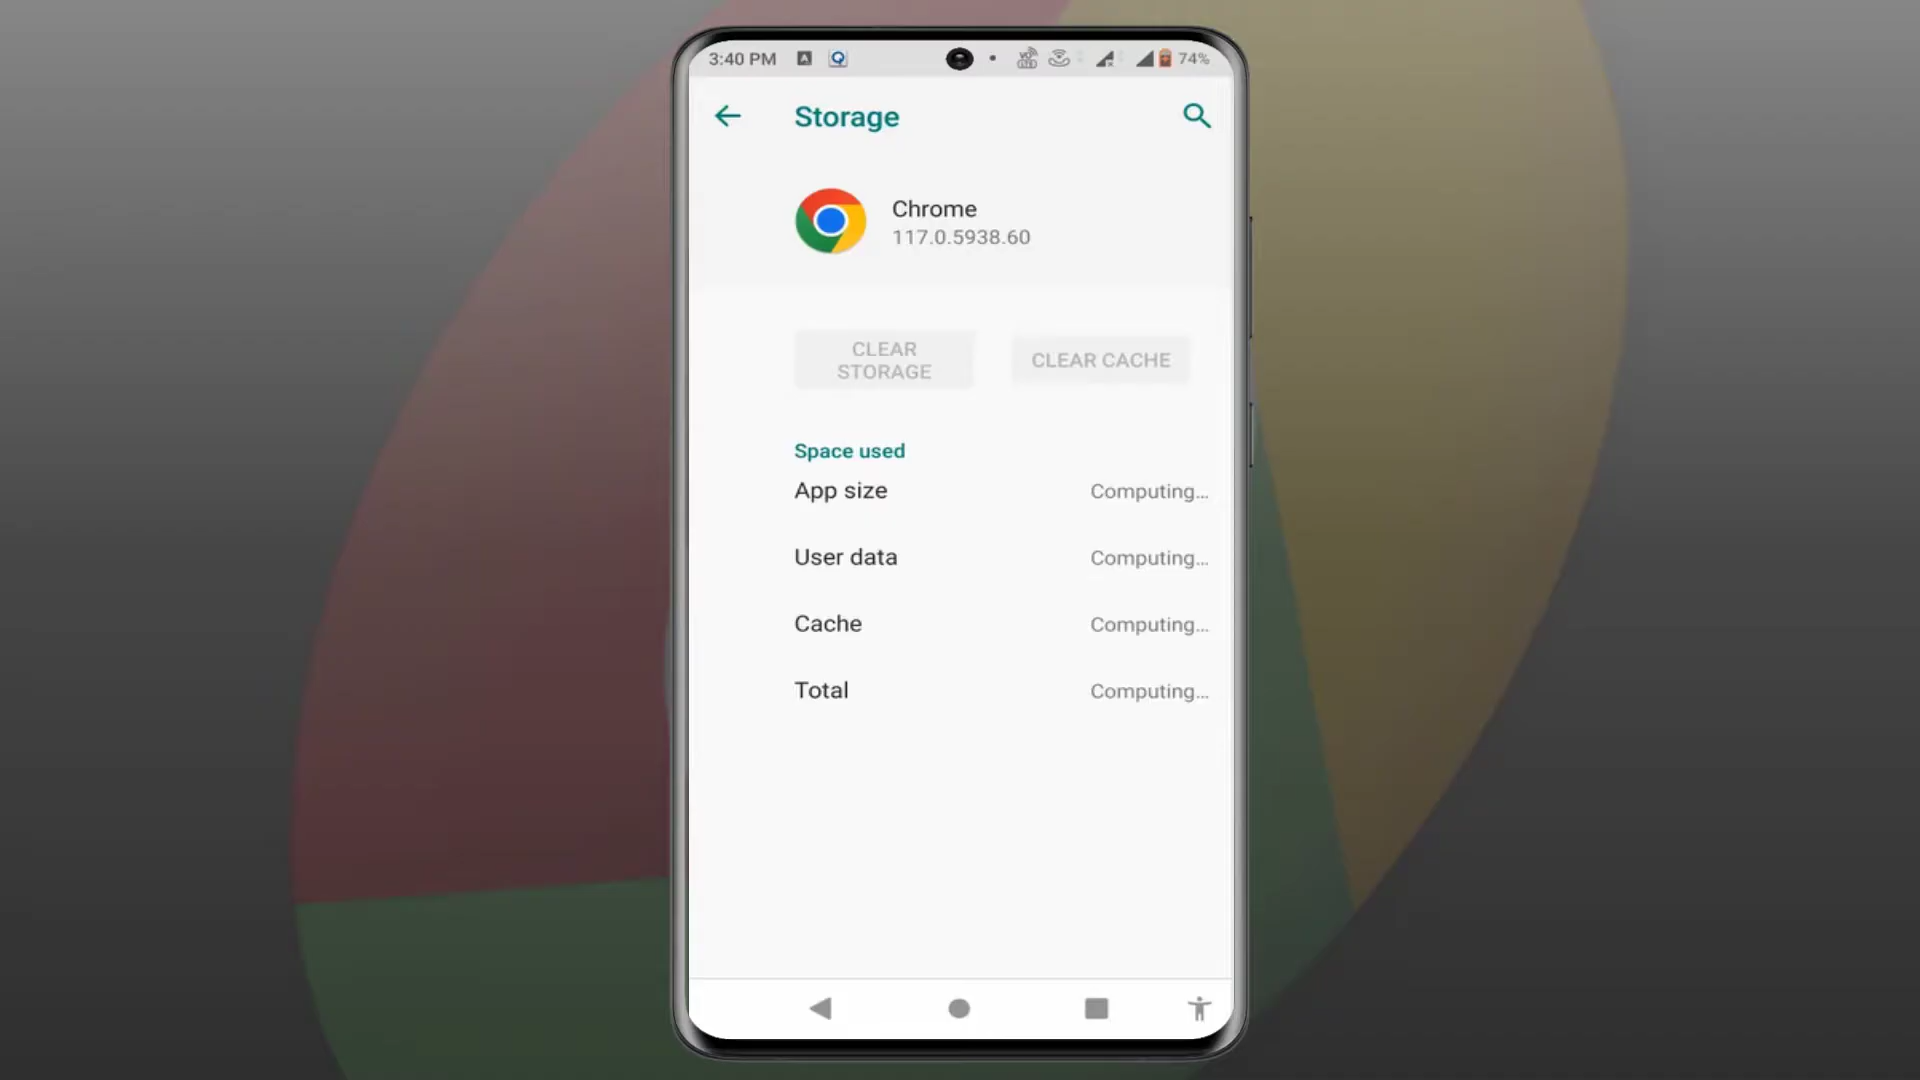 3:40 PM 74%
Storage
Chrome
117.0.5938.60
CLEAR
STORAGE
CLEAR CACHE
Space used
App size Computing...
User data Computing...
Cache Computing...
Total Computing...